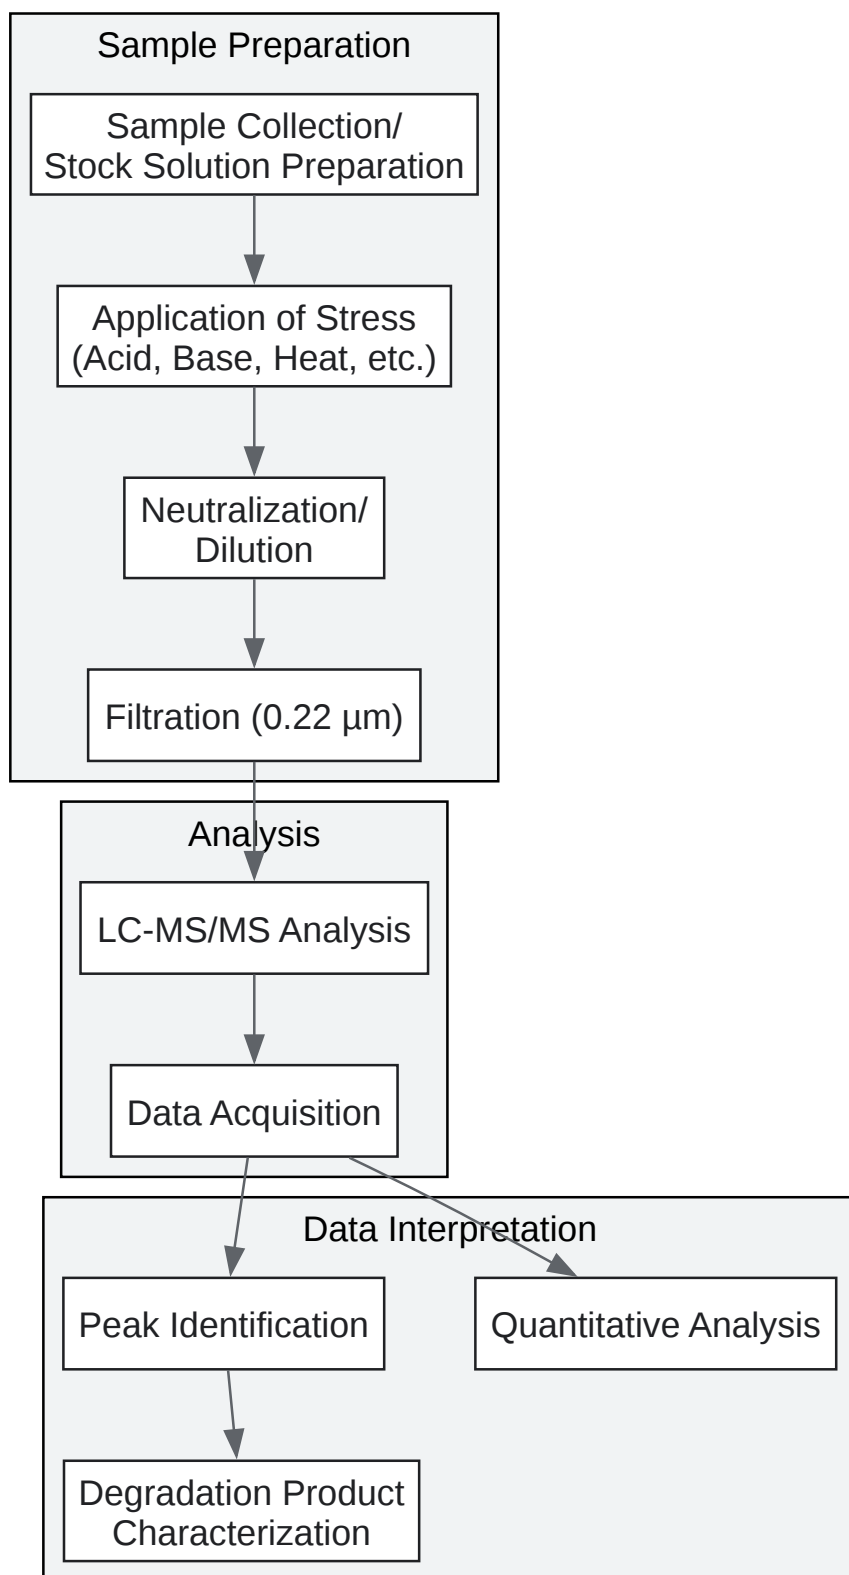 Sample Preparation
Sample Collection/
Stock Solution Preparation
Application of Stress
(Acid, Base, Heat, etc.)
Neutralization/
Dilution
Filtration (0.22 µm)
Analysis
LC-MS/MS Analysis
Data Acquisition
Data Interpretation
Peak Identification
Quantitative Analysis
Degradation Product
Characterization